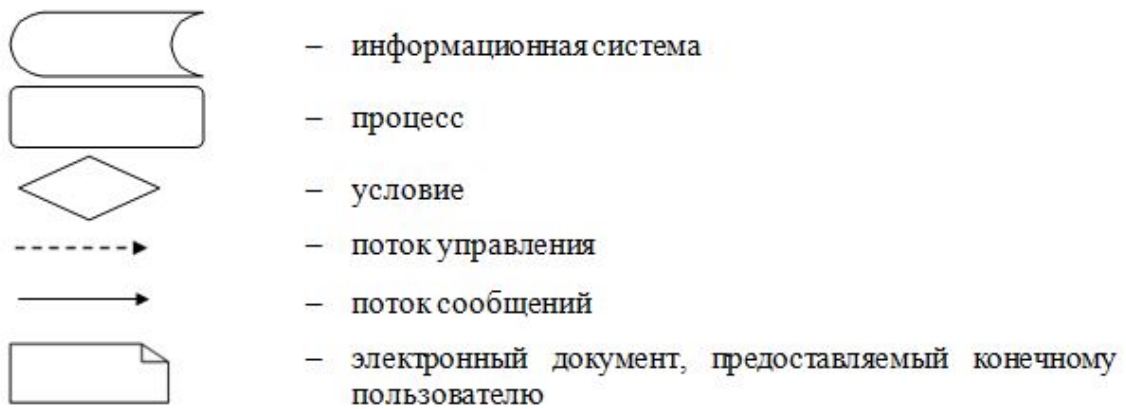 – информационная система
– процесс
– условие
– поток управления
– поток сообщений
– электронный документ, предоставляемый конечному
пользователю